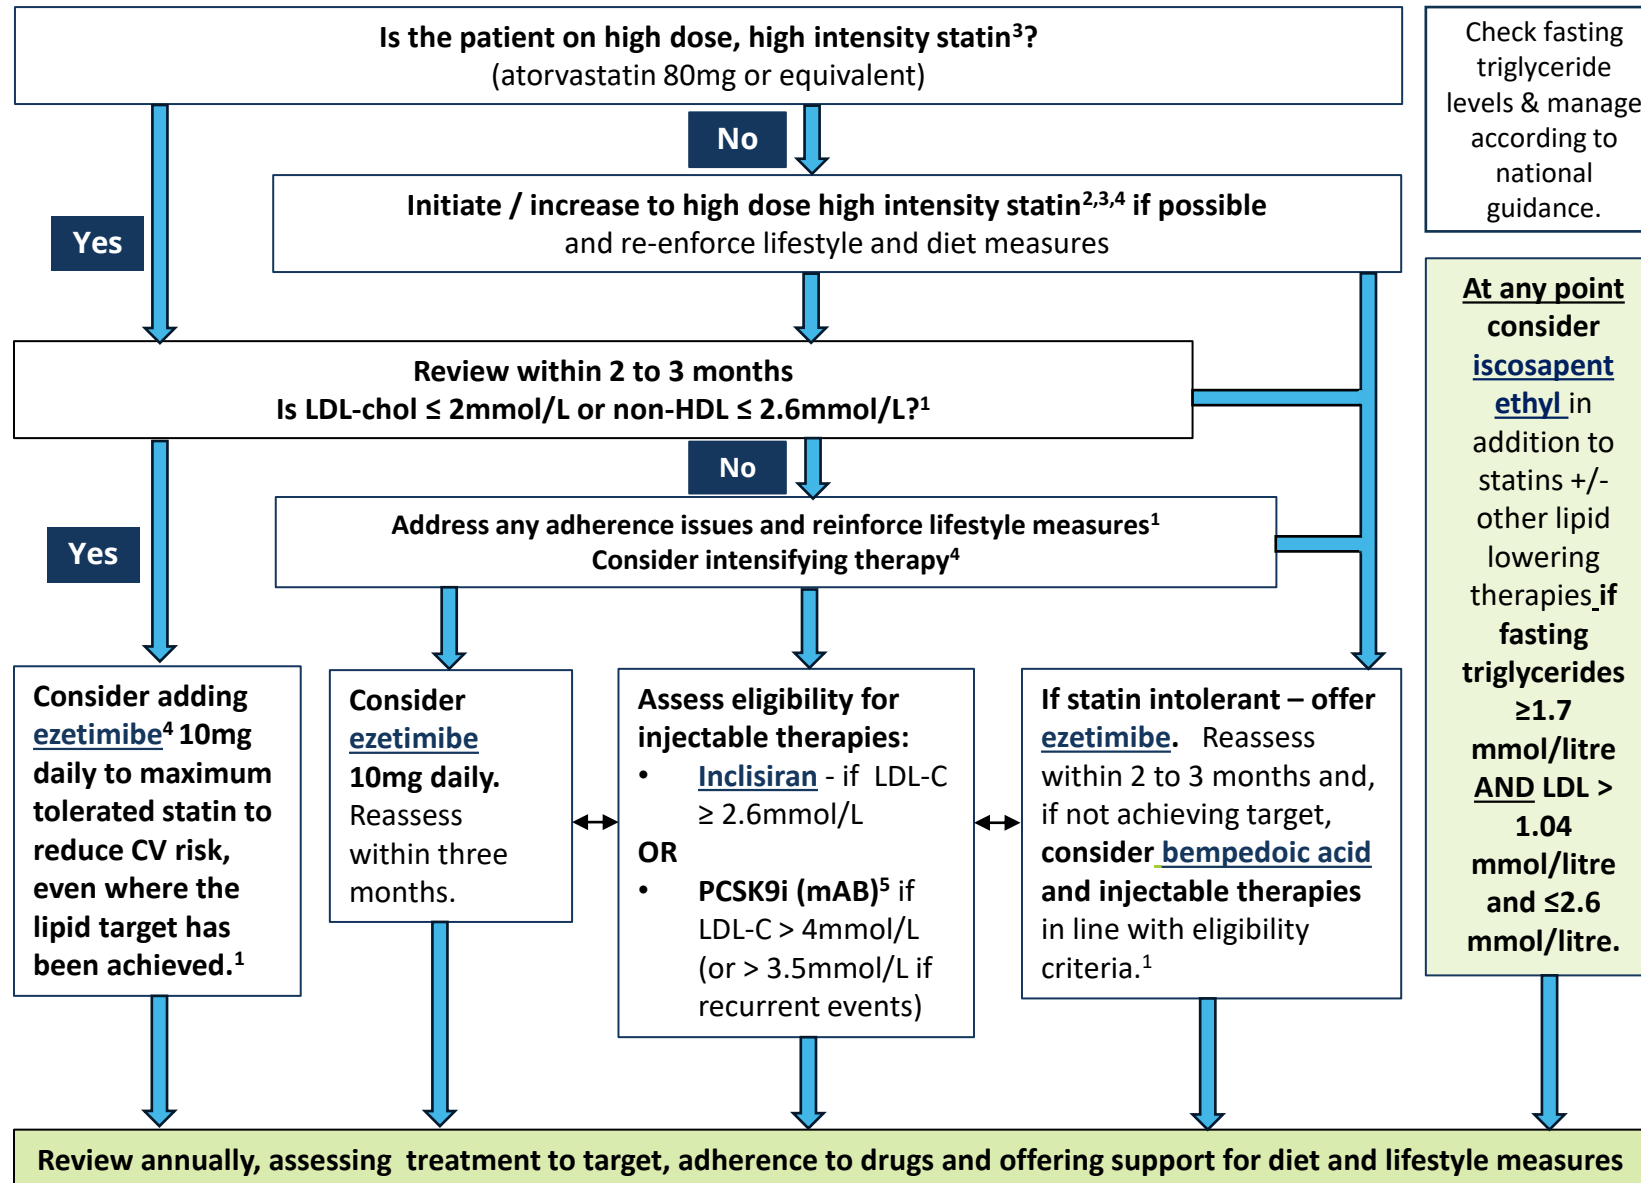 Is the patient on high dose, high intensity statin³?
(atorvastatin 80mg or equivalent)
Check fasting
triglyceride
levels & manage
according to
national
guidance.
No
Initiate / increase to high dose high intensity statin²,³,⁴ if possible
and re-enforce lifestyle and diet measures
Yes
Review within 2 to 3 months
Is LDL-chol ≤ 2mmol/L or non-HDL ≤ 2.6mmol/L?¹
No
Address any adherence issues and reinforce lifestyle measures¹
Consider intensifying therapy⁴
Yes
Consider adding
ezetimibe⁴ 10mg
daily to maximum
tolerated statin to
reduce CV risk,
even where the
lipid target has
been achieved.¹
Consider
ezetimibe
10mg daily.
Reassess
within three
months.
Assess eligibility for
injectable therapies:
• Inclisiran - if LDL-C
≥ 2.6mmol/L
OR
• PCSK9i (mAB)⁵ if
LDL-C > 4mmol/L
(or > 3.5mmol/L if
recurrent events)
If statin intolerant – offer
ezetimibe. Reassess
within 2 to 3 months and,
if not achieving target,
consider bempedoic acid
and injectable therapies
in line with eligibility
criteria.¹
At any point
consider
iscosapent
ethyl in
addition to
statins +/-
other lipid
lowering
therapies if
fasting
triglycerides
≥1.7
mmol/litre
AND LDL >
1.04
mmol/litre
and ≤2.6
mmol/litre.
Review annually, assessing treatment to target, adherence to drugs and offering support for diet and lifestyle measures